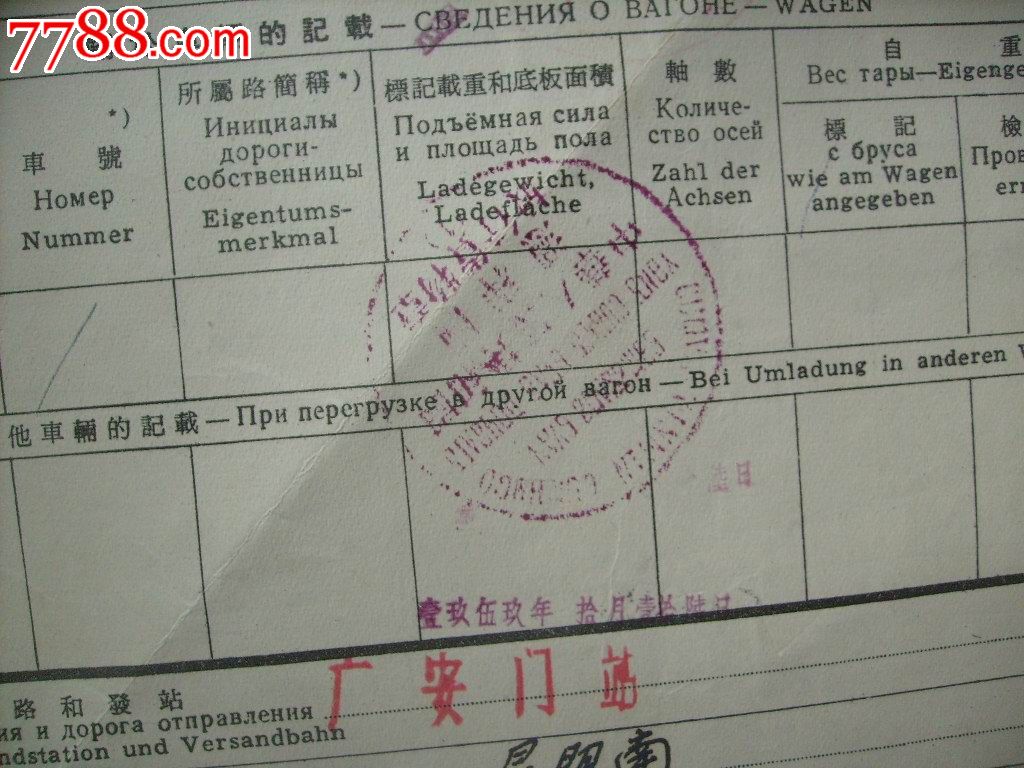 7788.com
的記載 — СВЕДЕНИЯ О ВАГОНЕ — WAGEN
*)
車 號
Номер
Nummer
所屬路簡稱 *)
Инициалы
дороги-
собственницы
Eigentums-
merkmal
標記載重和底板面積
Подъёмная сила
и площадь пола
Ladegewicht,
Ladefläche
軸 數
Количе-
ство осей
Zahl der
Achsen
自 重
Вес тары—Eigenge
標 記
с бруса
wie am Wagen
angegeben
檢
Пров
ern
他車輛的記載 — При перегрузке в другой вагон — Bei Umladung in anderen W
壹玖伍玖年 拾月壹拾陸日
路和發站
ия и дорога отправления
ndstation und Versandbahn
广安门站
昆明南